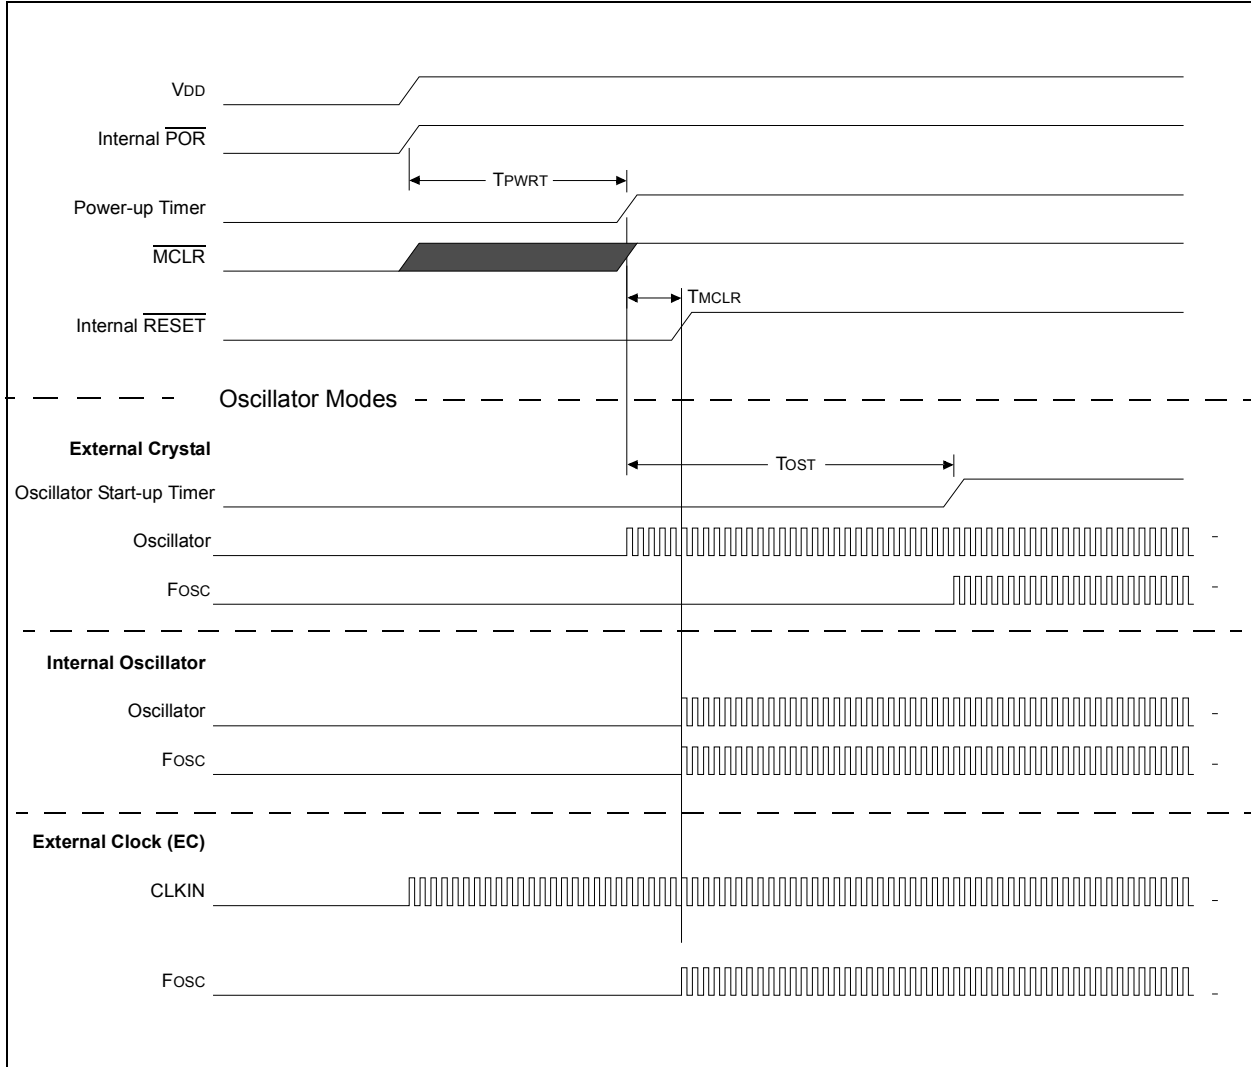 VDD
Internal POR
TPWRT
Power-up Timer
MCLR
TMCLR
Internal RESET
Oscillator Modes
External Crystal
TOST
Oscillator Start-up Timer
Oscillator
FOSC
Internal Oscillator
Oscillator
FOSC
External Clock (EC)
CLKIN
FOSC